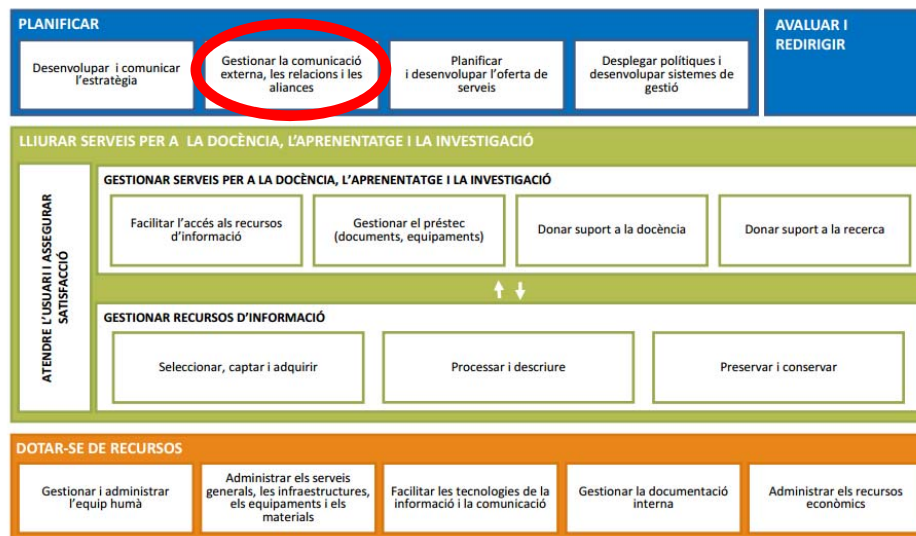 PLANIFICAR
Desenvolupar i comunicar
l'estratègia
Gestionar la comunicació
externa, les relacions i les
aliances
Planificar
i desenvolupar l'oferta de
serveis
Desplegar polítiques i
desenvolupar sistemes de
gestió
AVALUAR I
REDIRIGIR
LLIURAR SERVEIS PER A LA DOCÈNCIA, L'APRENENTATGE I LA INVESTIGACIÓ
ATENDRE L'USUARI I ASSEGURAR
SATISFACCIÓ
GESTIONAR SERVEIS PER A LA DOCÈNCIA, L'APRENENTATGE I LA INVESTIGACIÓ
Facilitar l'accés als recursos
d'informació
Gestionar el préstec
(documents, equipaments)
Donar suport a la docència
Donar suport a la recerca
GESTIONAR RECURSOS D'INFORMACIÓ
Seleccionar, captar i adquirir
Processar i descriure
Preservar i conservar
DOTAR-SE DE RECURSOS
Gestionar i administrar
l'equip humà
Administrar els serveis
generals, les infraestructures,
els equipaments i els
materials
Facilitar les tecnologies de la
informació i la comunicació
Gestionar la documentació
interna
Administrar els recursos
econòmics